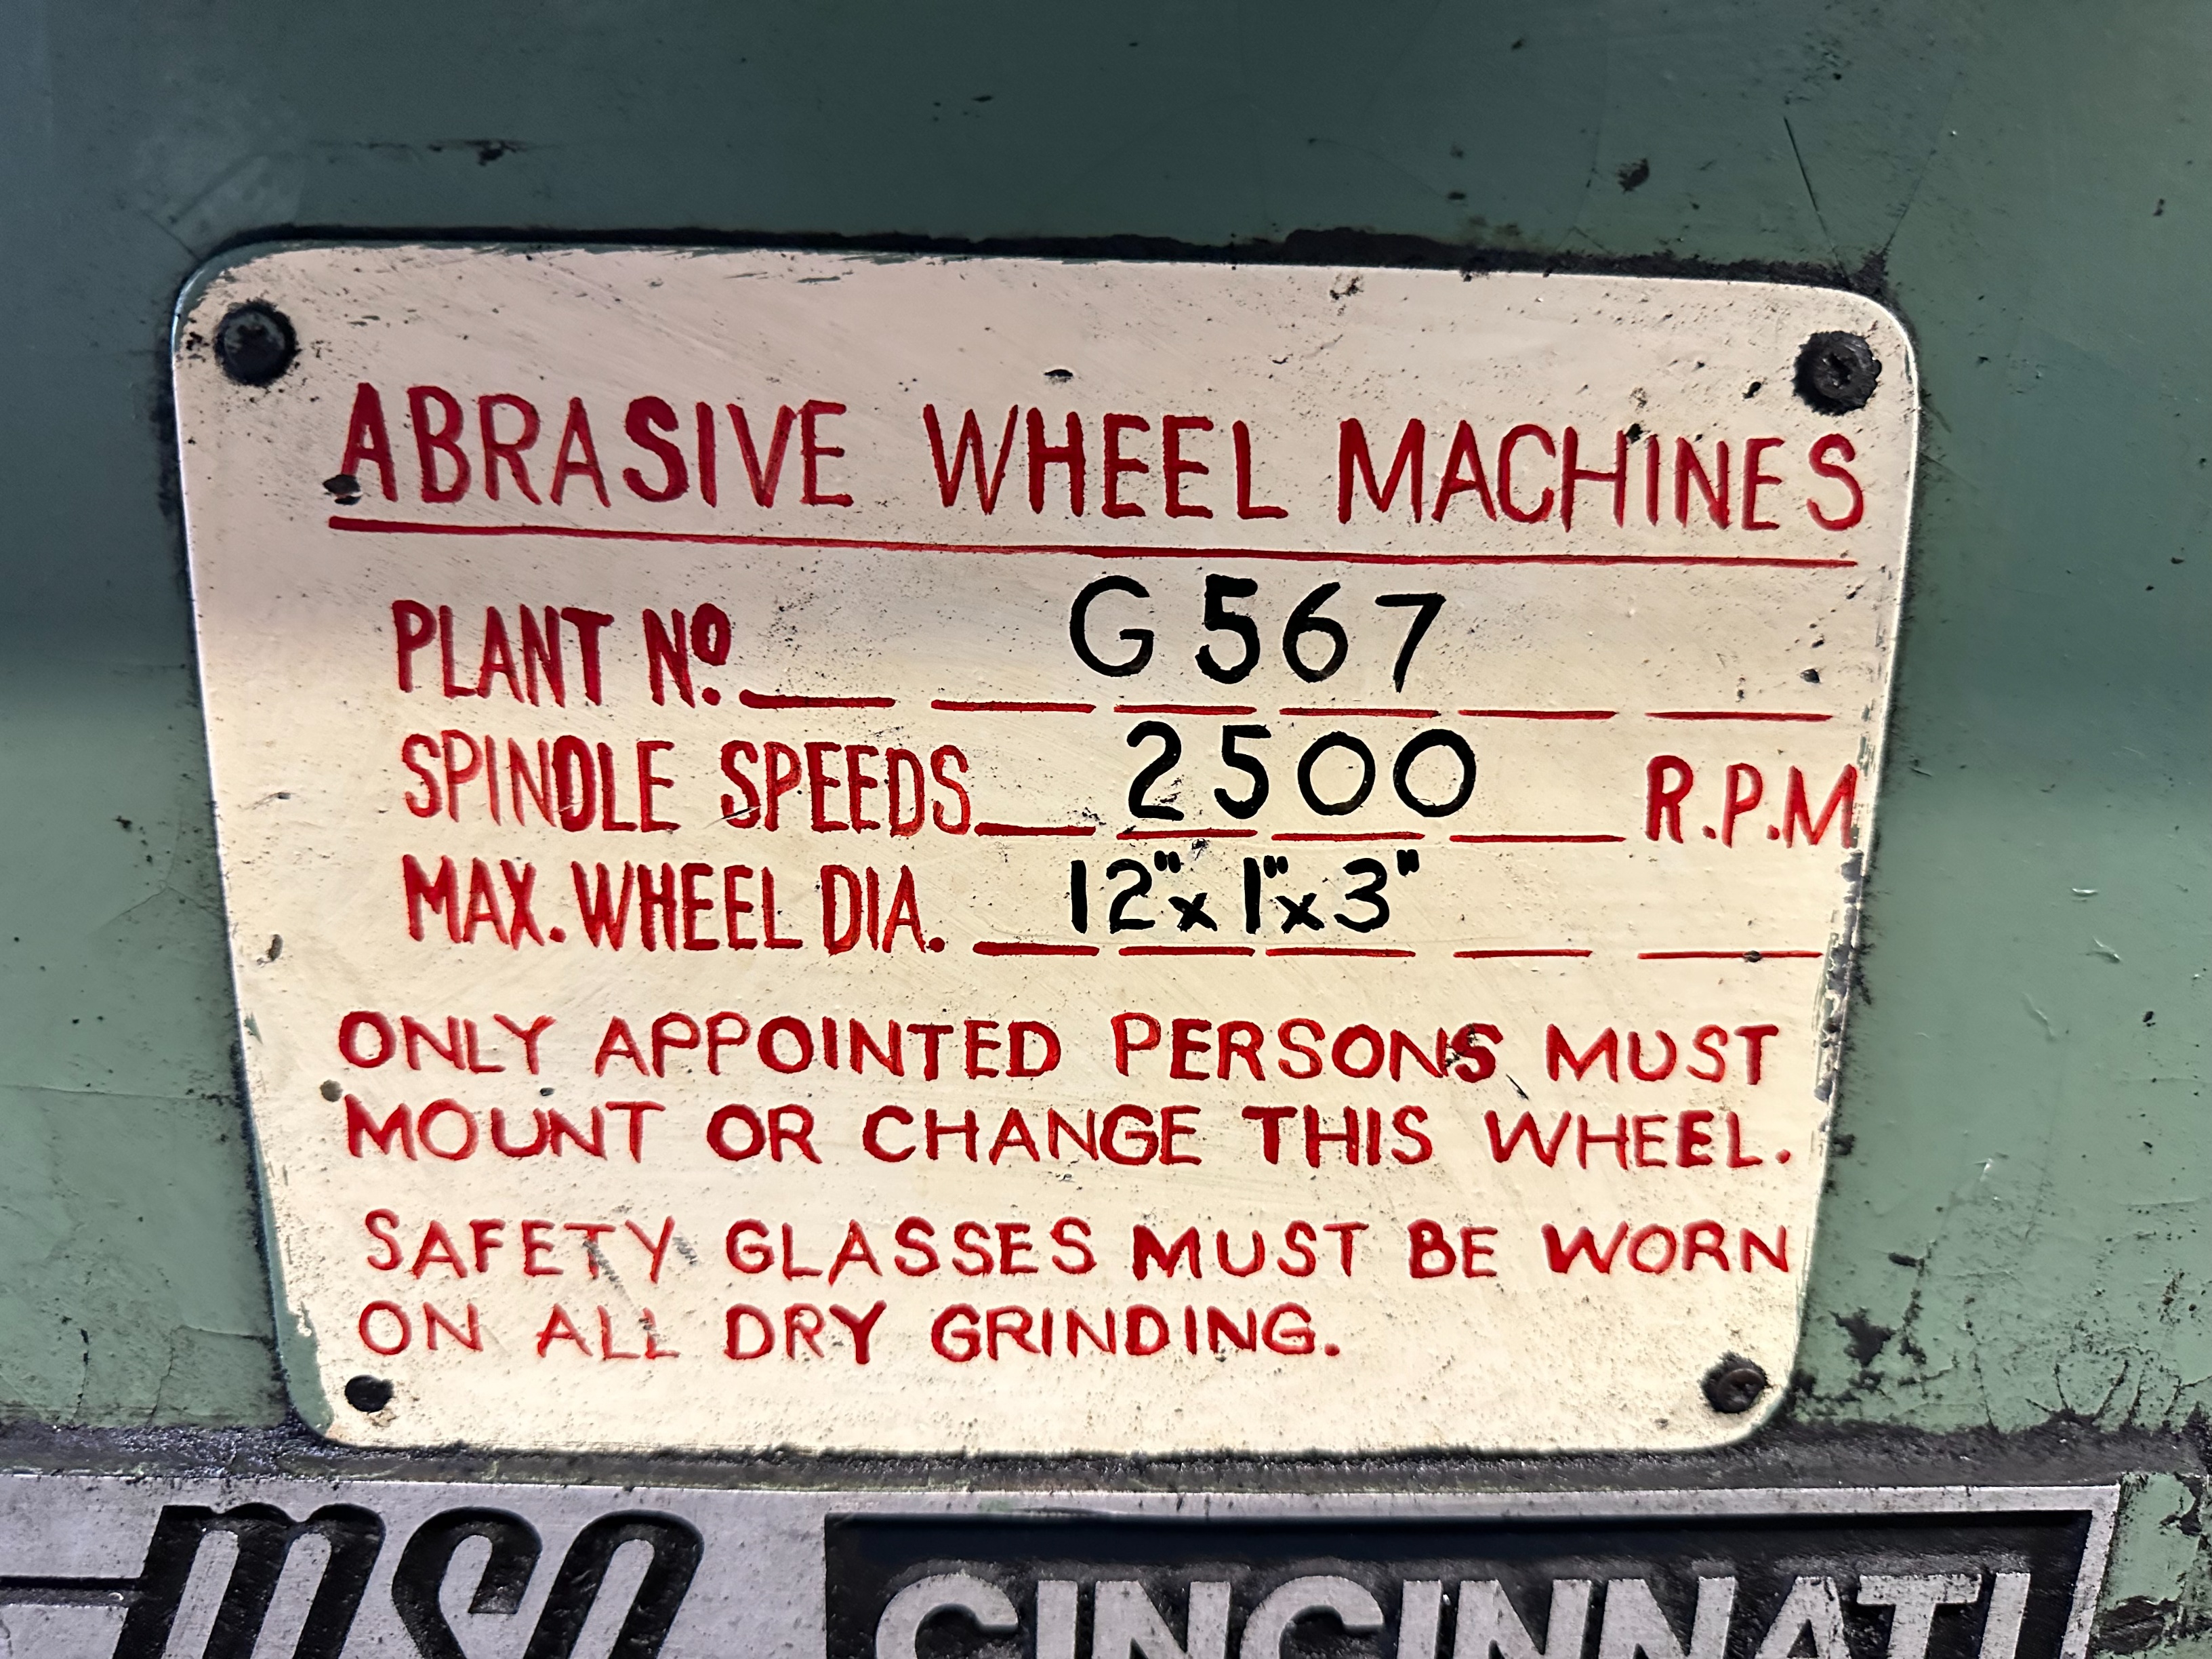 ABRASIVE WHEEL MACHINES
PLANT Nº. G567
SPINDLE SPEEDS 2500 R.P.M
MAX. WHEEL DIA. 12"x1"x3"
ONLY APPOINTED PERSONS MUST
MOUNT OR CHANGE THIS WHEEL.
SAFETY GLASSES MUST BE WORN
ON ALL DRY GRINDING.
CINCINNATI